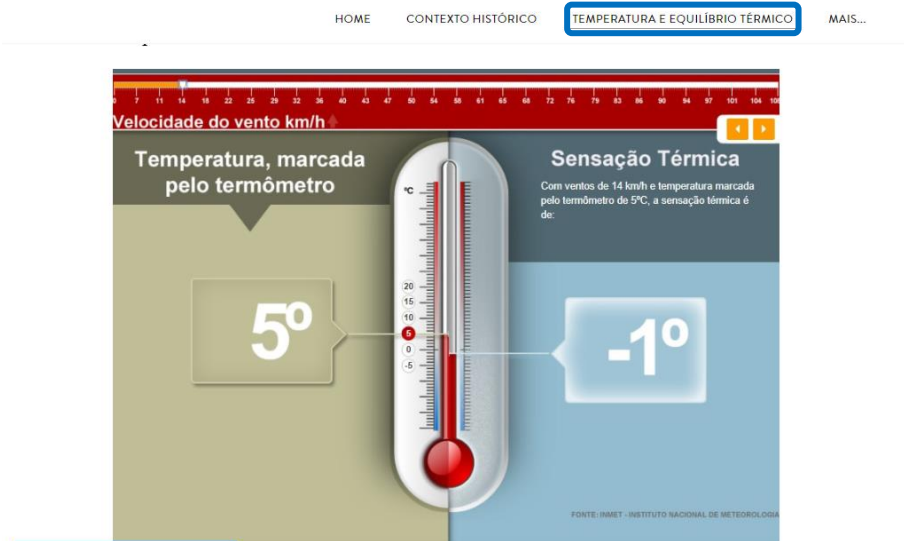 HOME CONTEXTO HISTÓRICO TEMPERATURA E EQUILÍBRIO TÉRMICO MAIS...
0 7 11 14 18 22 25 29 32 36 40 43 47 50 54 58 61 65 68 72 76 79 83 86 90 94 97 101 104 108
Velocidade do vento km/h
Temperatura, marcada
pelo termômetro
Sensação Térmica
Com ventos de 14 km/h e temperatura marcada
pelo termômetro de 5ºC, a sensação térmica é
de:
ºC
20
15
10
5
0
-5
5º
-1º
FONTE: INMET - INSTITUTO NACIONAL DE METEOROLOGIA